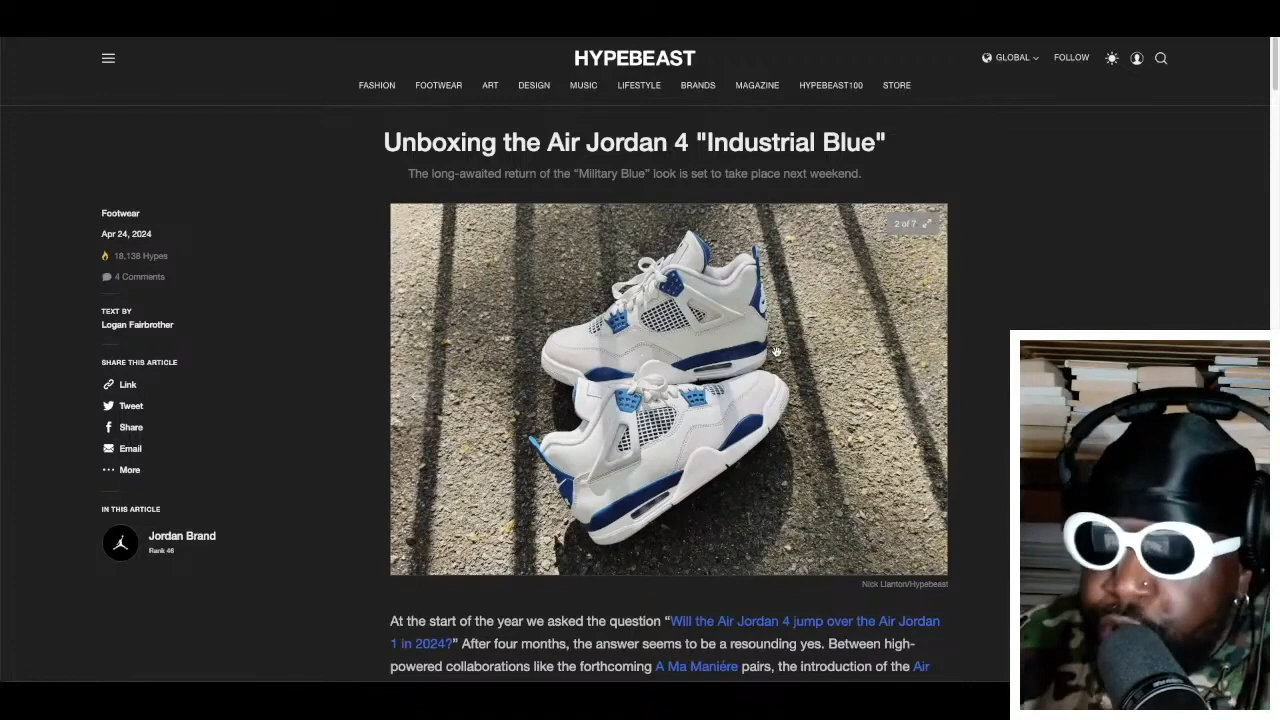 HYPEBEAST
GLOBAL
FOLLOW
FASHION FOOTWEAR ART DESIGN MUSIC LIFESTYLE BRANDS MAGAZINE HYPEBEAST100 STORE
Unboxing the Air Jordan 4 "Industrial Blue"
The long-awaited return of the “Military Blue” look is set to take place next weekend.
Footwear
Apr 24, 2024
18,138 Hypes
4 Comments
TEXT BY
Logan Fairbrother
SHARE THIS ARTICLE
Link
Tweet
Share
Email
More
IN THIS ARTICLE
Jordan Brand
Rank 46
2 of 7
Nick Llanton/Hypebeast
At the start of the year we asked the question “Will the Air Jordan 4 jump over the Air Jordan
1 in 2024?” After four months, the answer seems to be a resounding yes. Between high-
powered collaborations like the forthcoming A Ma Maniére pairs, the introduction of the Air